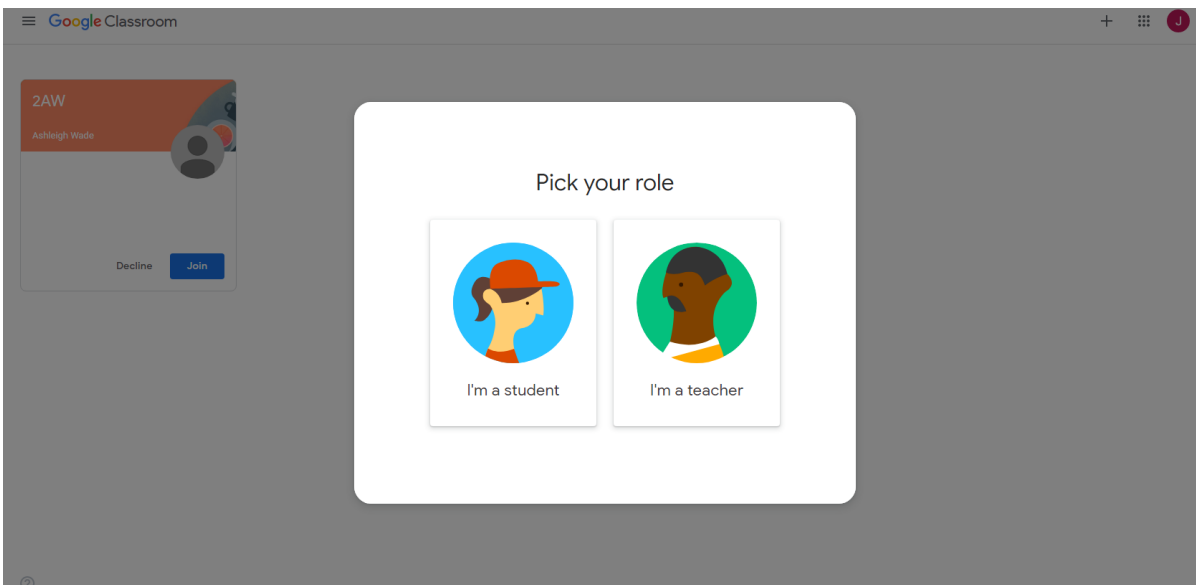 Google Classroom
J
2AW
Ashleigh Wade
Decline
Join
Pick your role
I'm a student
I'm a teacher